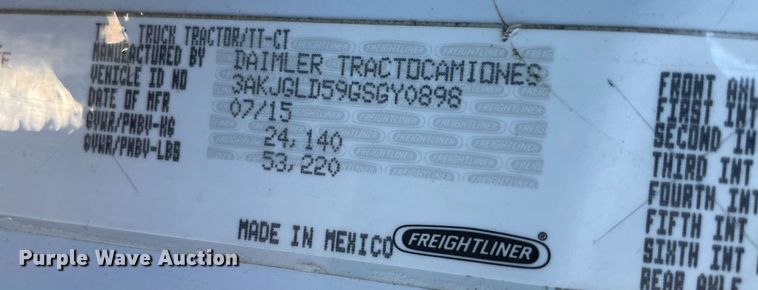 TRUCK TRACTOR/TT-CT
MANUFACTURED BY DAIMLER TRACTOCAMIONES
VEHICLE ID NO 3AKJGLD59GSGY0898
DATE OF MFR 07/15
GVWR/PNBV-KG 24,140
GVWR/PNBV-LBS 53,220
MADE IN MEXICO FREIGHTLINER®
FRONT
FIRST INT
SECOND
THIRD INT
FOURTH
FIFTH INT
SIXTH INT
REAR
Purple Wave Auction®